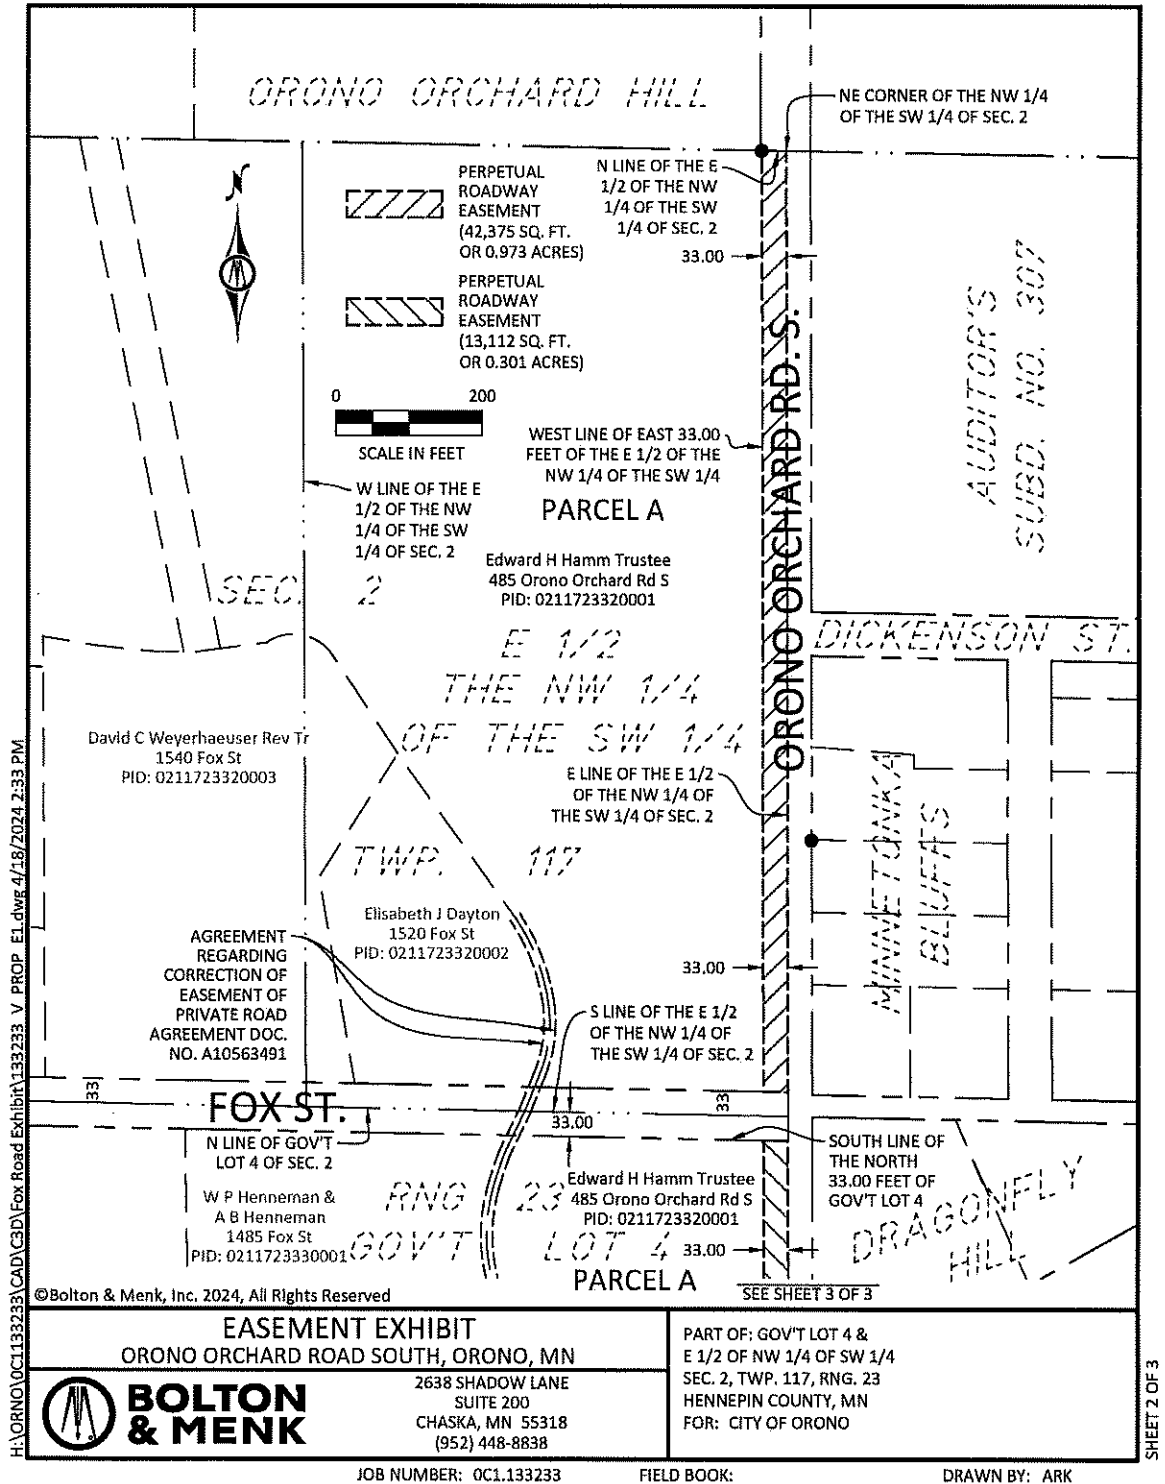 ORONO ORCHARD HILL
NE CORNER OF THE NW 1/4
OF THE SW 1/4 OF SEC. 2
N
PERPETUAL
ROADWAY
EASEMENT
(42,375 SQ. FT.
OR 0.973 ACRES)
N LINE OF THE E
1/2 OF THE NW
1/4 OF THE SW
1/4 OF SEC. 2
33.00
PERPETUAL
ROADWAY
EASEMENT
(13,112 SQ. FT.
OR 0.301 ACRES)
0 200
SCALE IN FEET
AUDITOR'S
SUBD. NO. 307
WEST LINE OF EAST 33.00
FEET OF THE E 1/2 OF THE
NW 1/4 OF THE SW 1/4
ORONO ORCHARD RD. S.
W LINE OF THE E
1/2 OF THE NW
1/4 OF THE SW
1/4 OF SEC. 2
PARCEL A
Edward H Hamm Trustee
485 Orono Orchard Rd S
PID: 0211723320001
SEC. 2
E 1/2
THE NW 1/4
OF THE SW 1/4
DICKENSON ST.
David C Weyerhaeuser Rev Tr
1540 Fox St
PID: 0211723320003
E LINE OF THE E 1/2
OF THE NW 1/4 OF
THE SW 1/4 OF SEC. 2
MINNETONKA
BLUFFS
TWP. 117
Elisabeth J Dayton
1520 Fox St
PID: 0211723320002
AGREEMENT
REGARDING
CORRECTION OF
EASEMENT OF
PRIVATE ROAD
AGREEMENT DOC.
NO. A10563491
33.00
S LINE OF THE E 1/2
OF THE NW 1/4 OF
THE SW 1/4 OF SEC. 2
33
33
FOX ST.
33.00
N LINE OF GOV'T
LOT 4 OF SEC. 2
SOUTH LINE OF
THE NORTH
33.00 FEET OF
GOV'T LOT 4
W P Henneman &
A B Henneman
1485 Fox St
PID: 0211723330001
RNG 23
GOV'T LOT 4
Edward H Hamm Trustee
485 Orono Orchard Rd S
PID: 0211723320001
33.00
DRAGONFLY
HILL
PARCEL A
SEE SHEET 3 OF 3
©Bolton & Menk, Inc. 2024, All Rights Reserved
H:\ORNO\0C1133233\CAD\C3D\Fox Road Exhibit\133233_V_PROP_E1.dwg 4/18/2024 2:33 PM
EASEMENT EXHIBIT
ORONO ORCHARD ROAD SOUTH, ORONO, MN
BOLTON
& MENK
2638 SHADOW LANE
SUITE 200
CHASKA, MN 55318
(952) 448-8838
PART OF: GOV'T LOT 4 &
E 1/2 OF NW 1/4 OF SW 1/4
SEC. 2, TWP. 117, RNG. 23
HENNEPIN COUNTY, MN
FOR: CITY OF ORONO
SHEET 2 OF 3
JOB NUMBER: 0C1.133233 FIELD BOOK: DRAWN BY: ARK